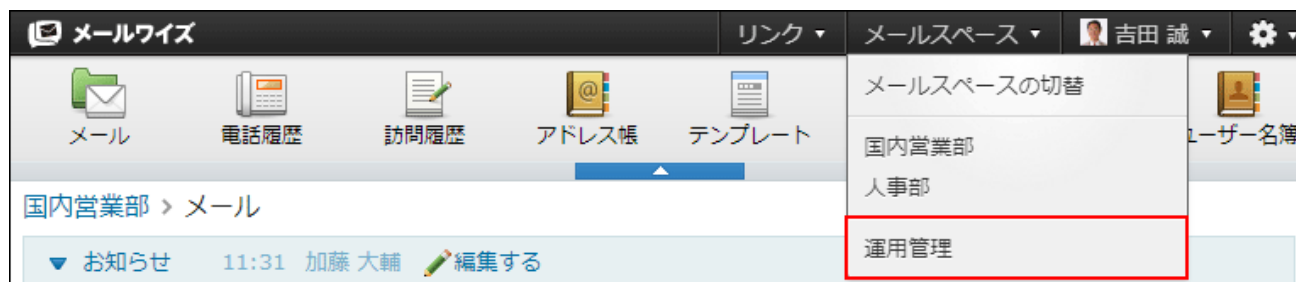 メールワイズ リンク ▼ メールスペース ▼ 吉田 誠 ▼
メールスペースの切替
メール 電話履歴 訪問履歴 アドレス帳 テンプレート ーザー名簿
国内営業部
人事部
国内営業部 > メール
運用管理
▼ お知らせ 11:31 加藤 大輔 編集する